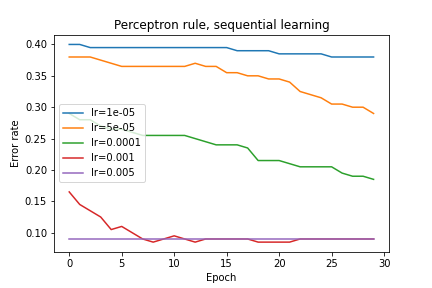 Perceptron rule, sequential learning
0.40
0.35
0.30
0.25
0.20
0.15
0.10
Error rate
lr=1e-05
lr=5e-05
lr=0.0001
lr=0.001
lr=0.005
0 5 10 15 20 25 30
Epoch